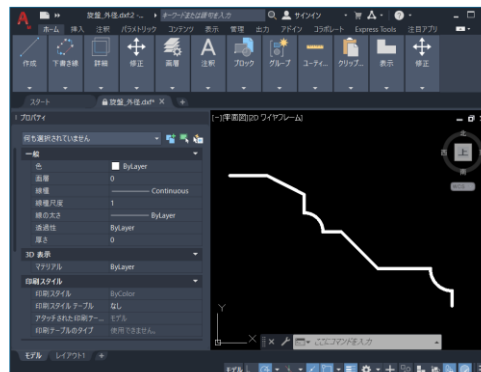 旋盤_外径.dxf:2 -...
キーワードまたは語句を入力
サインイン
ホーム 挿入 注釈 パラメトリック コンテンツ 表示 管理 出力 アドイン コラボレート Express Tools 注目アプリ
作成 下書き線 詳細 修正 画層 注釈 ブロック グループ ユーティ... クリップ... 表示 修正
スタート 旋盤_外径.dxf* × +
プロパティ
[-][平面図][2D ワイヤフレーム]
何も選択されていません
一般
色 ByLayer
画層 0
線種 Continuous
線種尺度 1
線の太さ ByLayer
透過性 ByLayer
厚さ 0
3D 表示
マテリアル ByLayer
印刷スタイル
印刷スタイル ByColor
印刷スタイル テーブル なし
アタッチされた印刷テー... モデル
印刷テーブルのタイプ 使用できません。
上
Y
X
ここにコマンドを入力
モデル レイアウト1 +
モデル